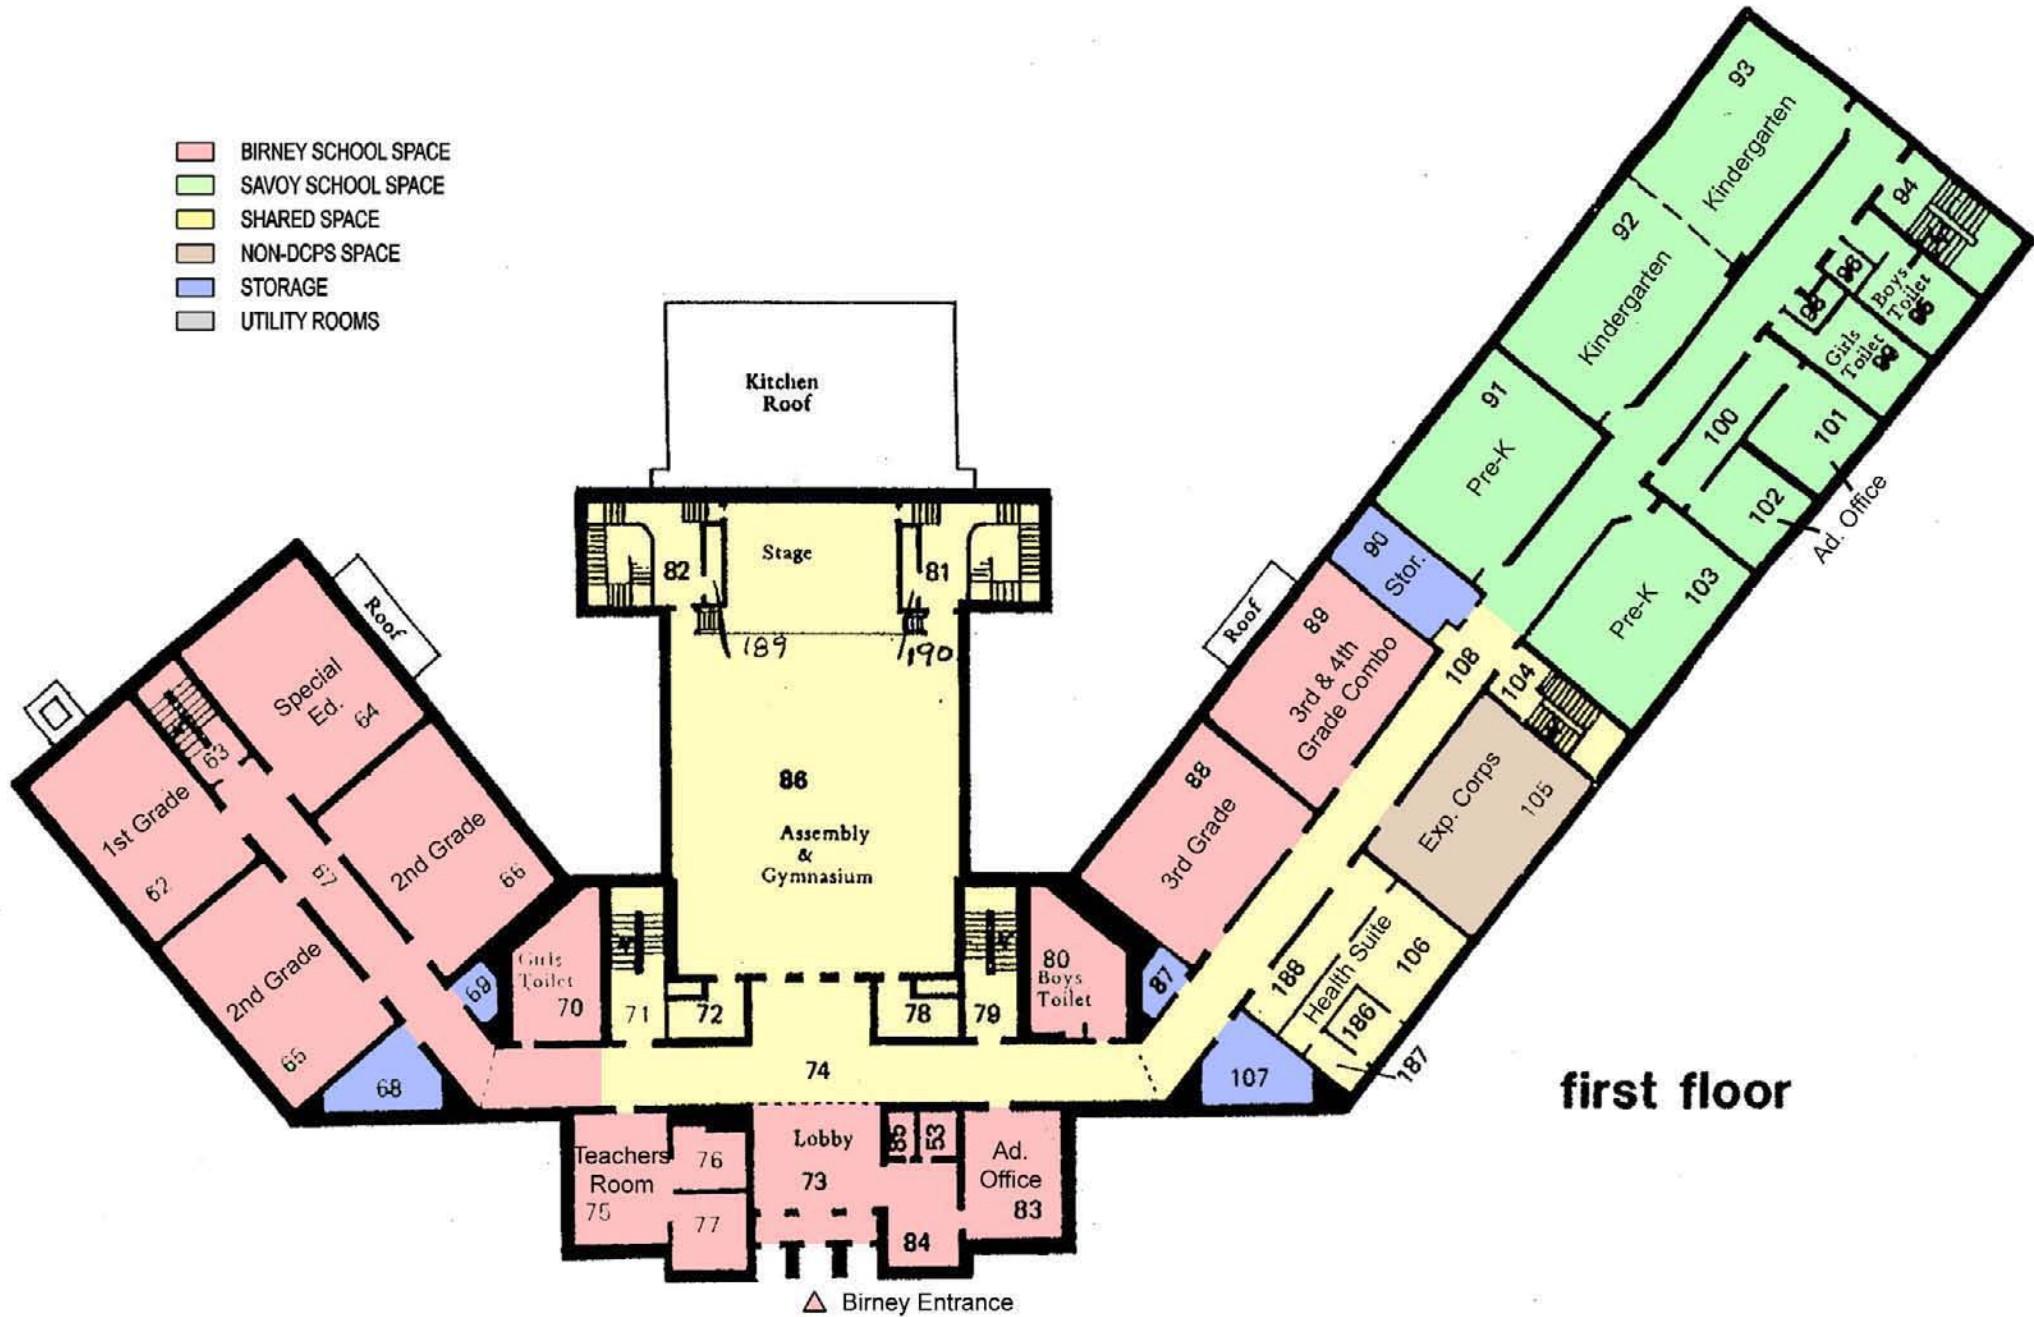 BIRNEY SCHOOL SPACE
SAVOY SCHOOL SPACE
SHARED SPACE
NON-DCPS SPACE
STORAGE
UTILITY ROOMS
Kitchen
Roof
Stage
82
81
189
190
86
Assembly
&
Gymnasium
Roof
Special
Ed.
64
63
1st Grade
62
67
2nd Grade
66
2nd Grade
65
68
69
Girls
Toilet
70
71
72
74
78
79
80
Boys
Toilet
87
Teachers
Room
75
76
77
Lobby
73
85
53
Ad.
Office
83
84
Birney Entrance
93
Kindergarten
92
Kindergarten
94
96
Boys
Toilet
95
98
Girls
Toilet
99
91
Pre-K
100
101
102
Ad. Office
90
Stor.
Pre-K
103
Roof
89
3rd & 4th
Grade Combo
108
104
88
3rd Grade
Exp. Corps
105
188
Health Suite
106
186
187
107
first floor